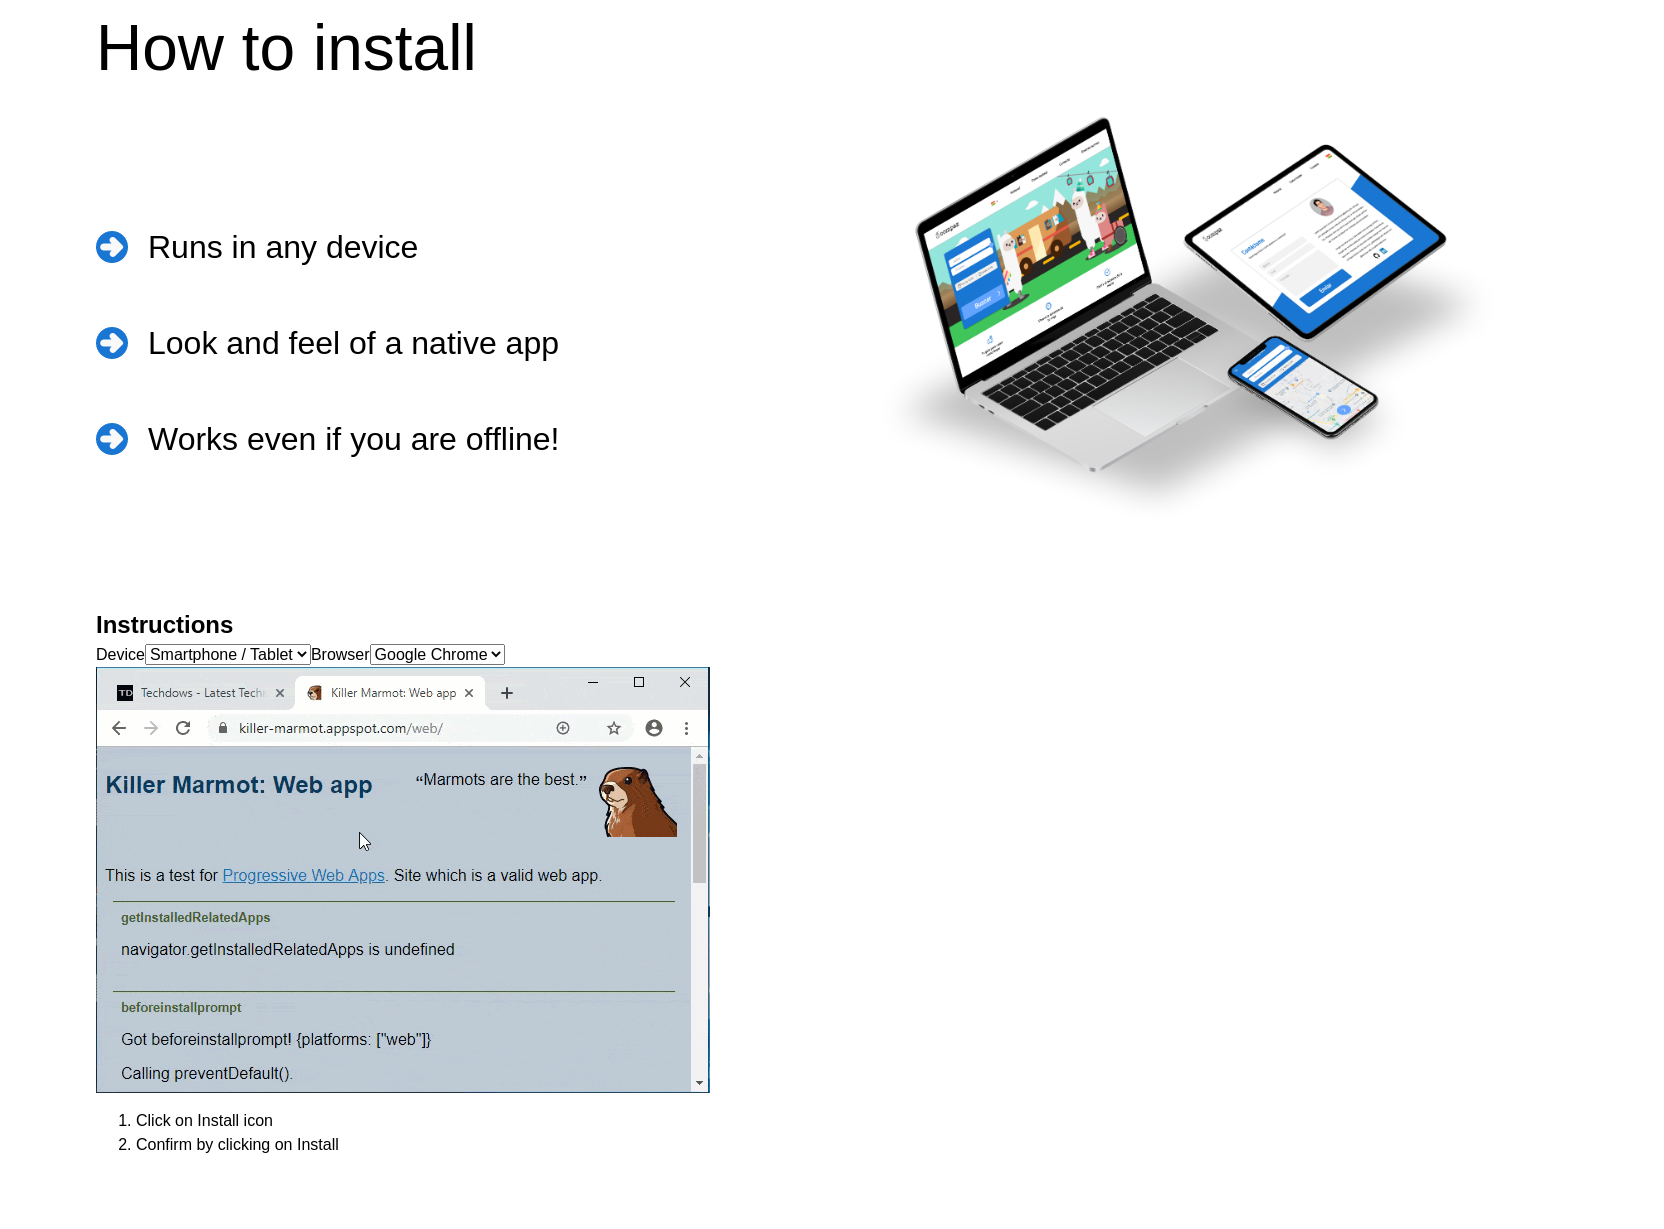 How to install
Runs in any device
Look and feel of a native app
Works even if you are offline!
Buscar
Contáctame
Enviar
Instructions
Device Smartphone / Tablet Browser Google Chrome
TD Techdows - Latest Tech Killer Marmot: Web app
killer-marmot.appspot.com/web/
Killer Marmot: Web app “Marmots are the best.”
This is a test for Progressive Web Apps. Site which is a valid web app.
getInstalledRelatedApps
navigator.getInstalledRelatedApps is undefined
beforeinstallprompt
Got beforeinstallprompt! {platforms: ["web"]}
Calling preventDefault().
1. Click on Install icon
2. Confirm by clicking on Install